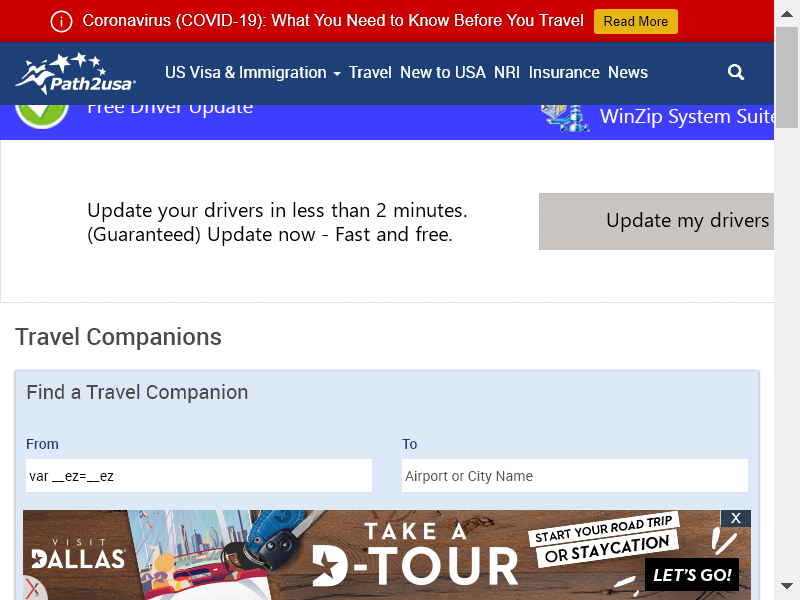 Coronavirus (COVID-19): What You Need to Know Before You Travel Read More
Path2usa
US Visa & Immigration Travel New to USA NRI Insurance News
Free Driver Update
WinZip System Suite
Update your drivers in less than 2 minutes.
(Guaranteed) Update now - Fast and free.
Update my drivers
Travel Companions
Find a Travel Companion
From To
var __ez=__ez
Airport or City Name
VISIT
DALLAS
TAKE A
D-TOUR
START YOUR ROAD TRIP
OR STAYCATION
LET'S GO!
X